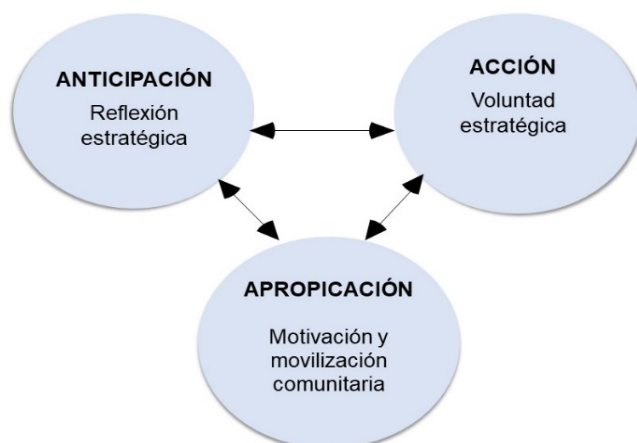 ANTICIPACIÓN
Reflexión
estratégica
ACCIÓN
Voluntad
estratégica
APROPICACIÓN
Motivación y
movilización
comunitaria